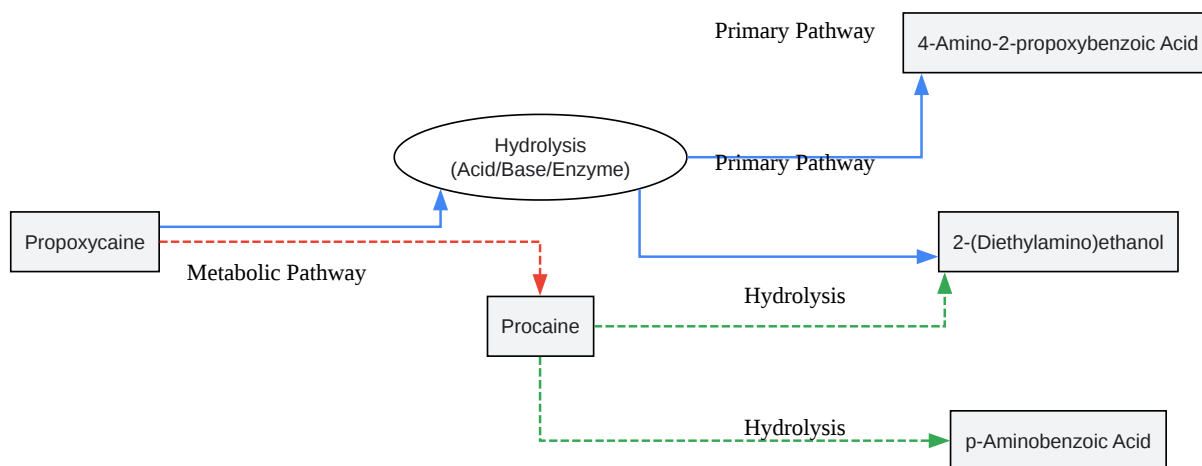 Primary Pathway
4-Amino-2-propoxybenzoic Acid
Hydrolysis
(Acid/Base/Enzyme)
Primary Pathway
Propoxycaine
2-(Diethylamino)ethanol
Metabolic Pathway
Hydrolysis
Procaine
Hydrolysis
p-Aminobenzoic Acid